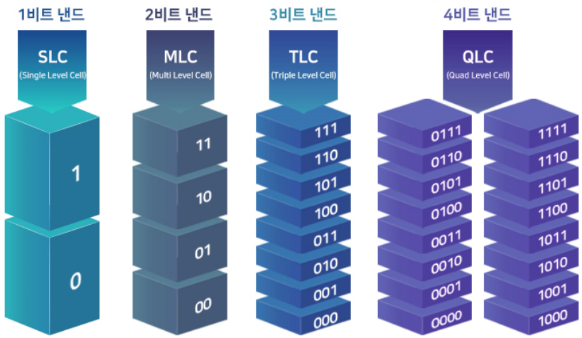 1비트 낸드
SLC
(Single Level Cell)
1
0
2비트 낸드
MLC
(Multi Level Cell)
11
10
01
00
3비트 낸드
TLC
(Triple Level Cell)
111
110
101
100
011
010
001
000
4비트 낸드
QLC
(Quad Level Cell)
0111
0110
0101
0100
0011
0010
0001
0000
1111
1110
1101
1100
1011
1010
1001
1000